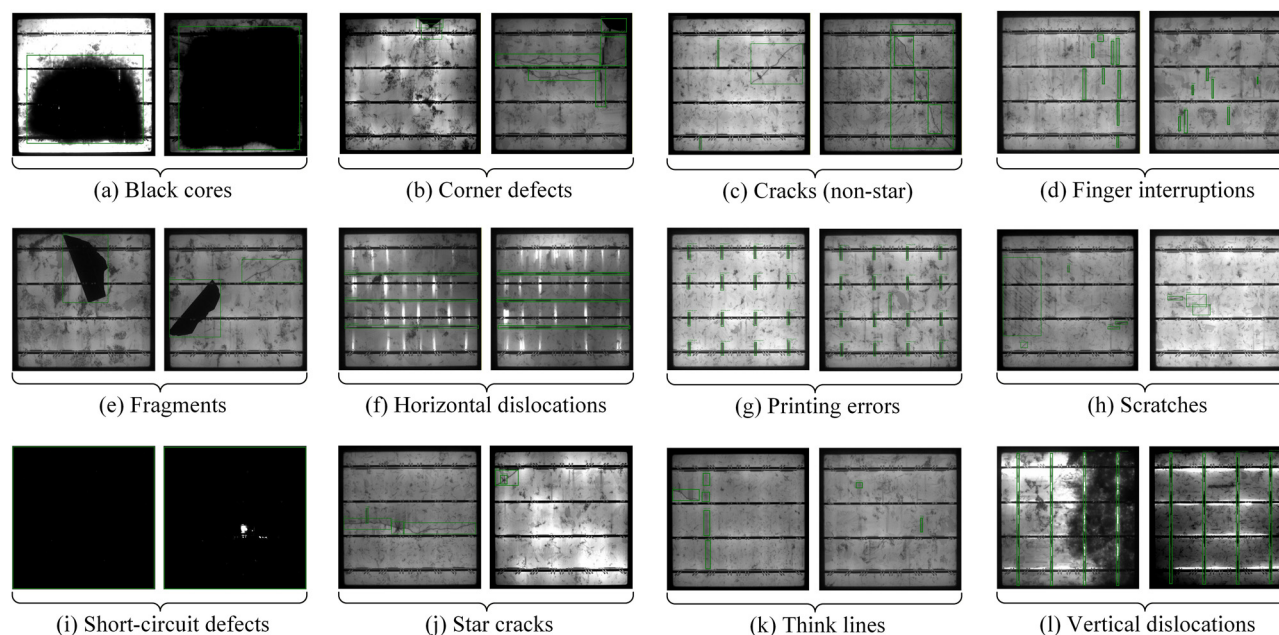 (a) Black cores
(b) Corner defects
(c) Cracks (non-star)
(d) Finger interruptions
(e) Fragments
(f) Horizontal dislocations
(g) Printing errors
(h) Scratches
(i) Short-circuit defects
(j) Star cracks
(k) Think lines
(l) Vertical dislocations